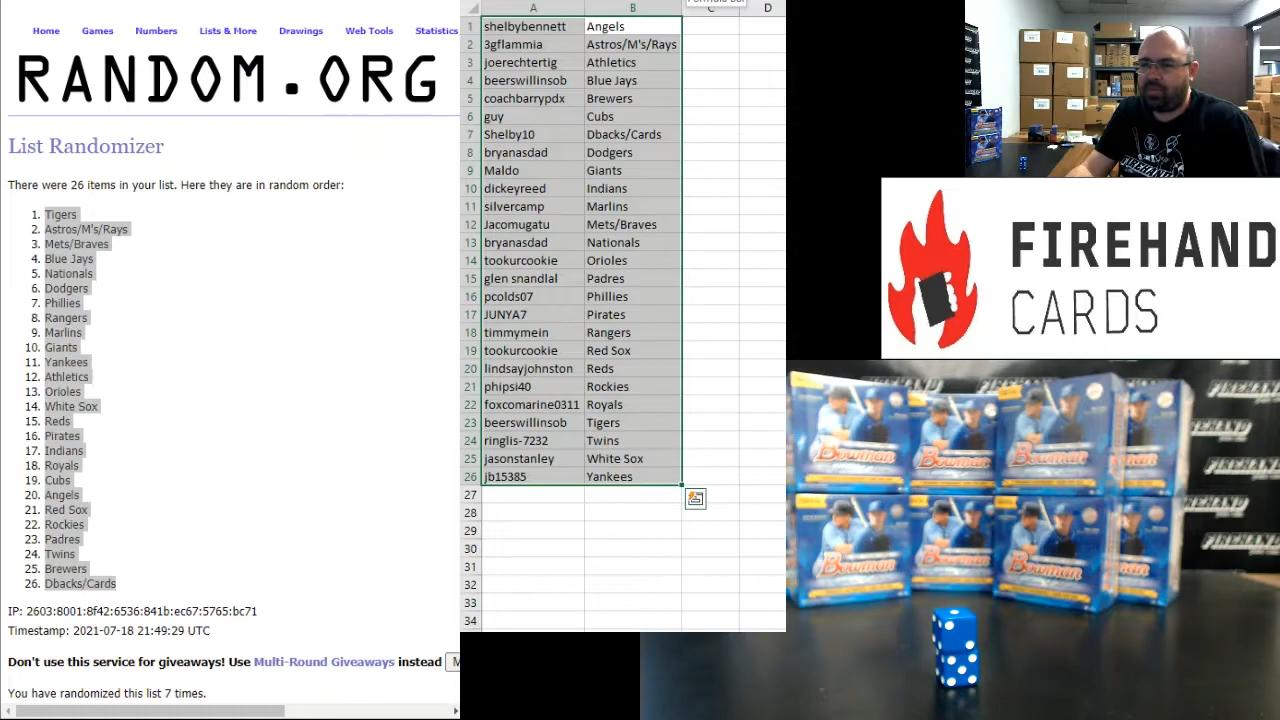 Home Games Numbers Lists & More Drawings Web Tools Statistics
RANDOM.ORG
List Randomizer
There were 26 items in your list. Here they are in random order:
1. Tigers
2. Astros/M's/Rays
3. Mets/Braves
4. Blue Jays
5. Nationals
6. Dodgers
7. Phillies
8. Rangers
9. Marlins
10. Giants
11. Yankees
12. Athletics
13. Orioles
14. White Sox
15. Reds
16. Pirates
17. Indians
18. Royals
19. Cubs
20. Angels
21. Red Sox
22. Rockies
23. Padres
24. Twins
25. Brewers
26. Dbacks/Cards
IP: 2603:8001:8f42:6536:841b:ec67:5765:bc71
Timestamp: 2021-07-18 21:49:29 UTC
Don't use this service for giveaways! Use Multi-Round Giveaways instead
You have randomized this list 7 times.
A B C D
1 shelbybennett Angels
2 3gflammia Astros/M's/Rays
3 joerechtertig Athletics
4 beerswillinsob Blue Jays
5 coachbarrypdx Brewers
6 guy Cubs
7 Shelby10 Dbacks/Cards
8 bryanasdad Dodgers
9 Maldo Giants
10 dickeyreed Indians
11 silvercamp Marlins
12 Jacomugatu Mets/Braves
13 bryanasdad Nationals
14 tookurcookie Orioles
15 glen snandlal Padres
16 pcolds07 Phillies
17 JUNYA7 Pirates
18 timmymein Rangers
19 tookurcookie Red Sox
20 lindsayjohnston Reds
21 phipsi40 Rockies
22 foxcomarine0311 Royals
23 beerswillinsob Tigers
24 ringlis-7232 Twins
25 jasonstanley White Sox
26 jb15385 Yankees
27
28
29
30
31
32
33
34
FIREHAND
CARDS
FIREHAND
Bowman
Bowman
Bowman
Bowman
Bowman
Bowman